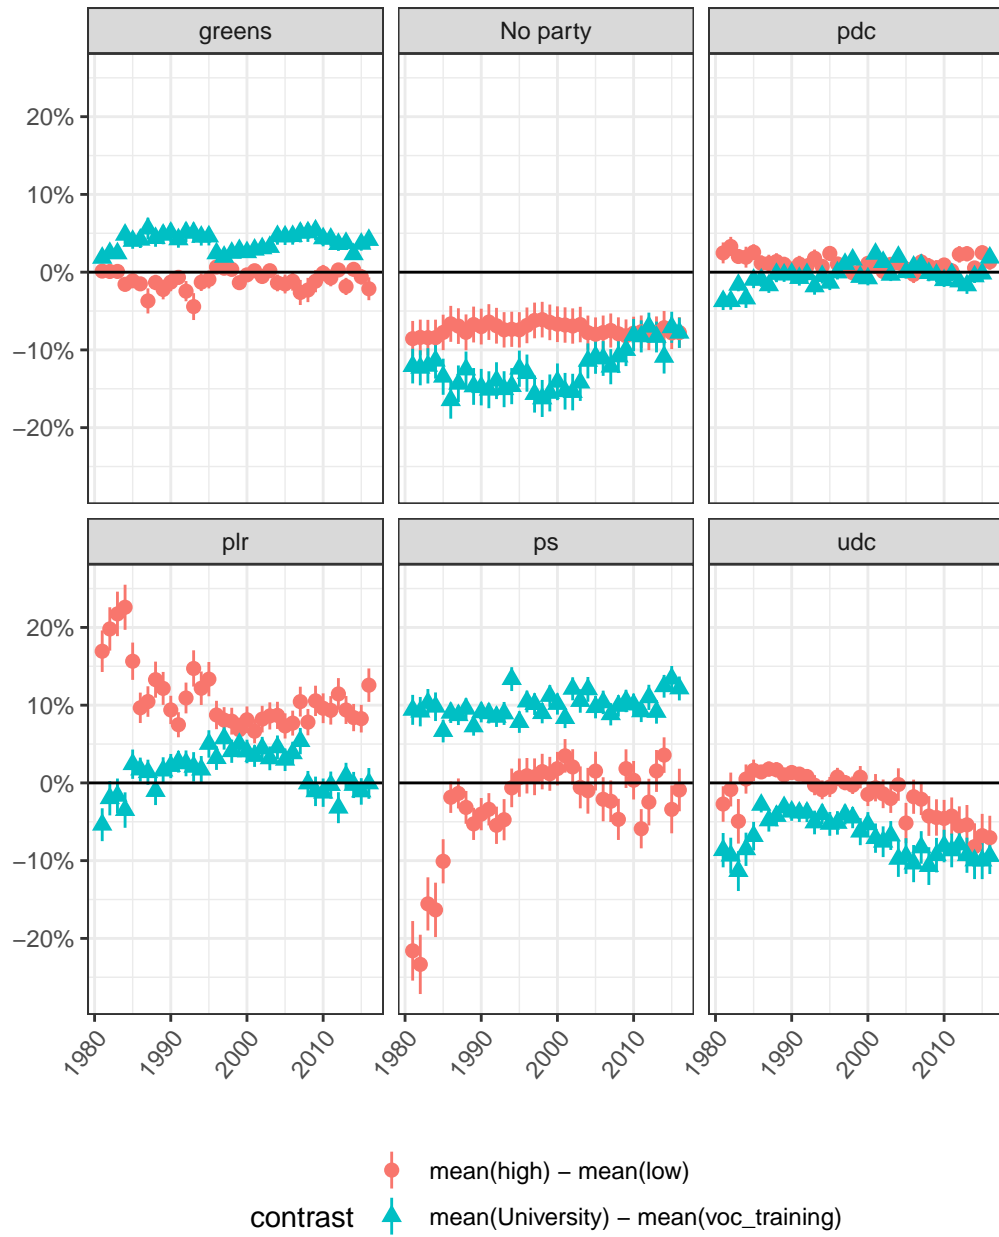 greens No party pdc
20%
10%
0%
−10%
−20%
plr ps udc
20%
10%
0%
−10%
−20%
1980 1990 2000 2010 1980 1990 2000 2010 1980 1990 2000 2010
contrast
mean(high) − mean(low)
mean(University) − mean(voc_training)